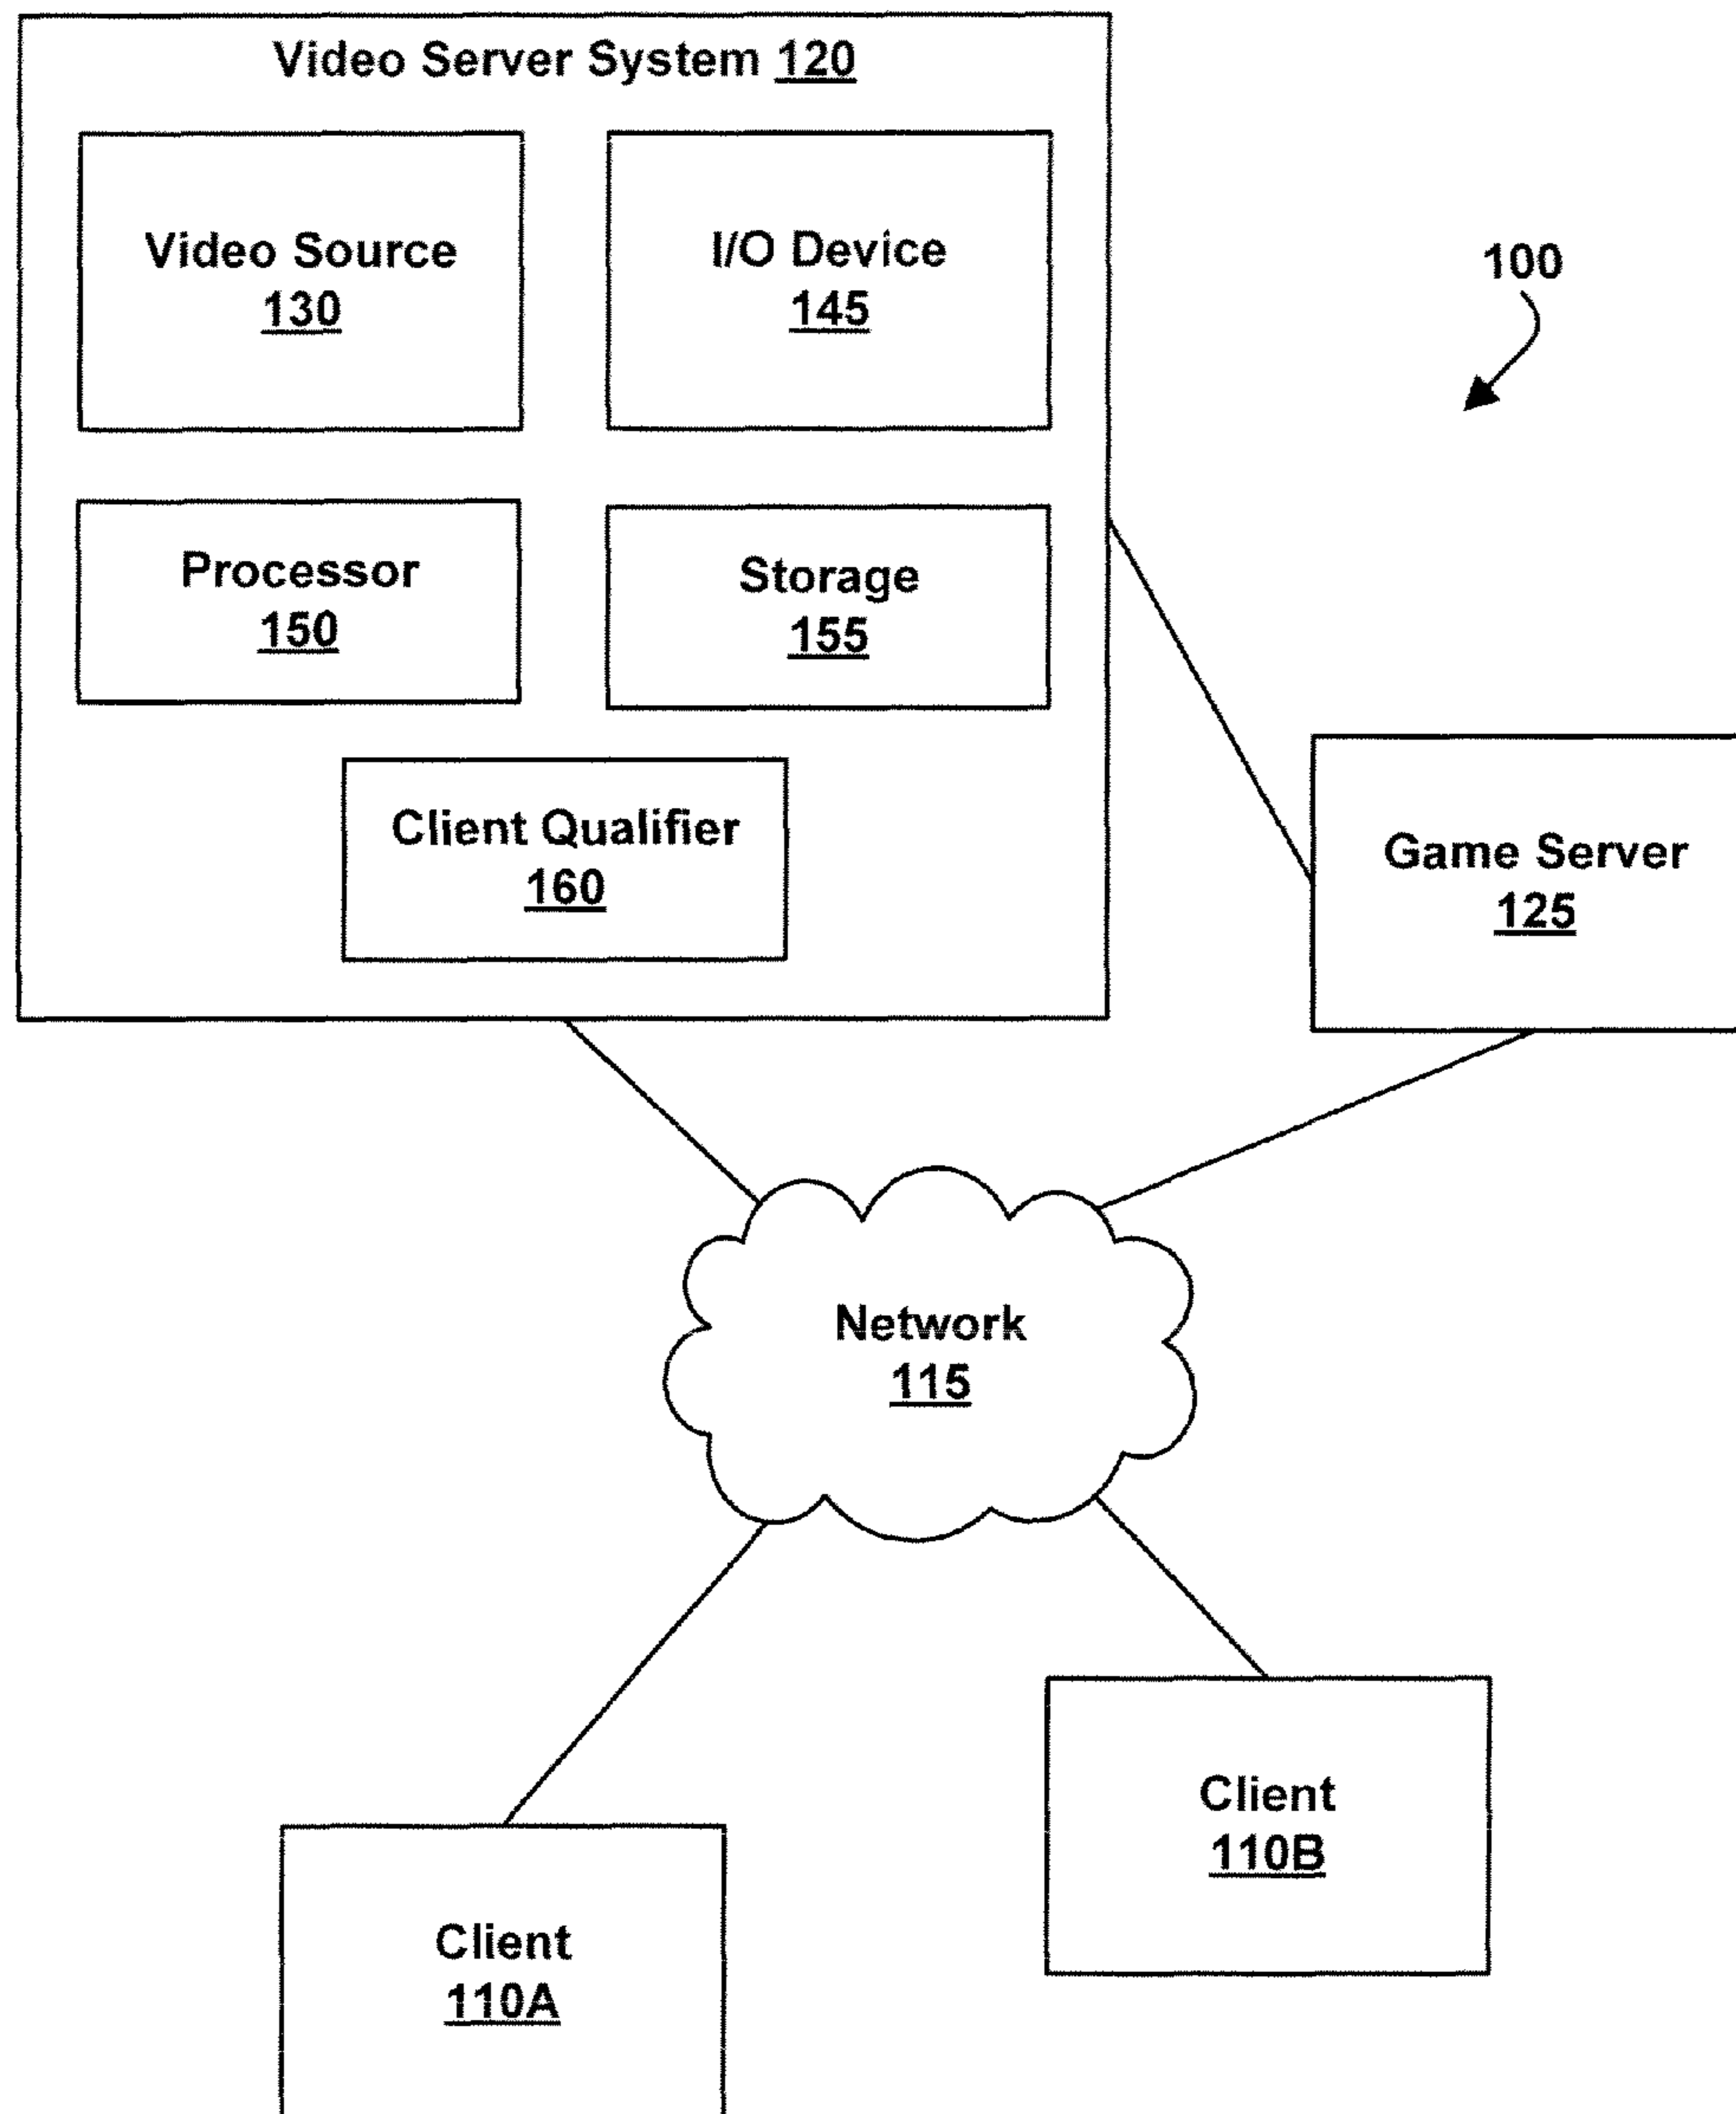 Video Server System 120
Video Source
130
I/O Device
145
100
Processor
150
Storage
155
Client Qualifier
160
Game Server
125
Network
115
Client
110B
Client
110A